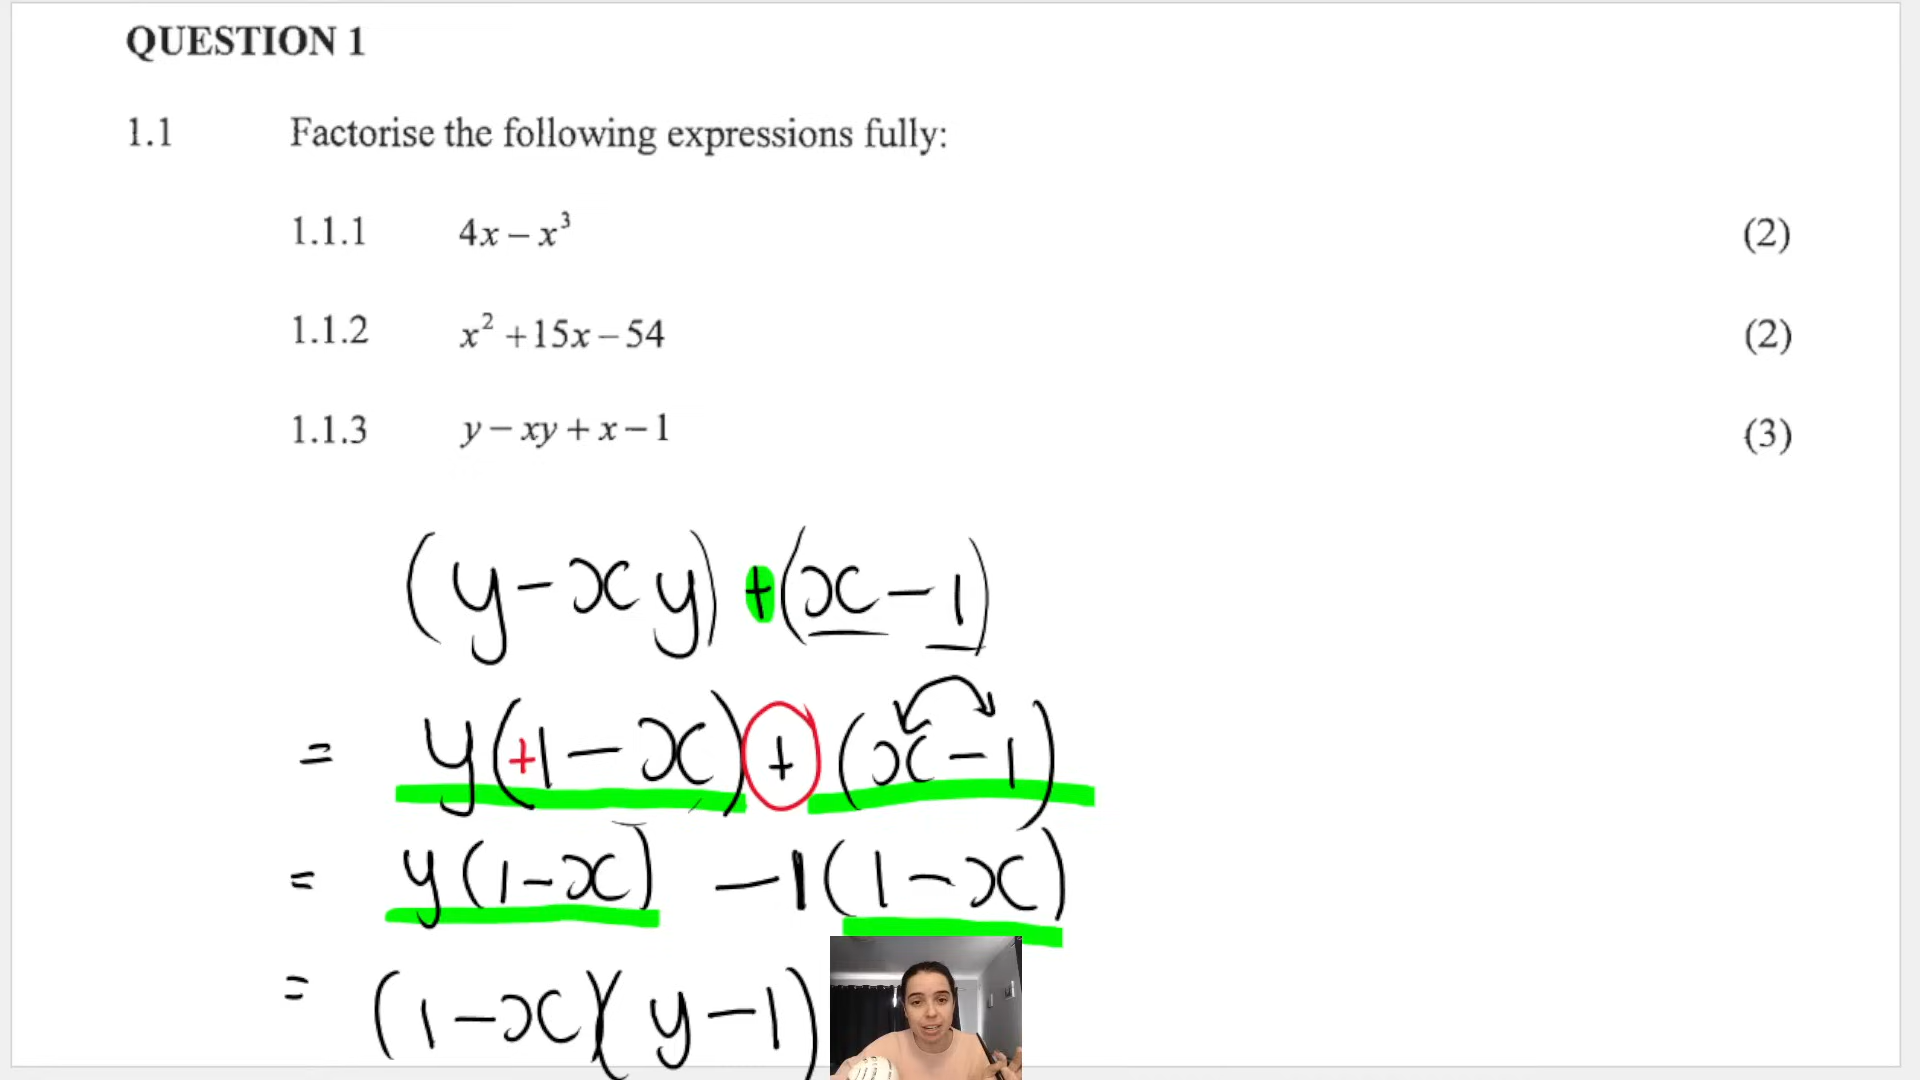 QUESTION 1
1.1 Factorise the following expressions fully:
1.1.1 4x − x³ (2)
1.1.2 x² + 15x − 54 (2)
1.1.3 y − xy + x − 1 (3)
(y − xy) + (x − 1)
= y(+1 − x) + (x − 1)
= y(1 − x) − 1(1 − x)
= (1 − x)(y − 1)